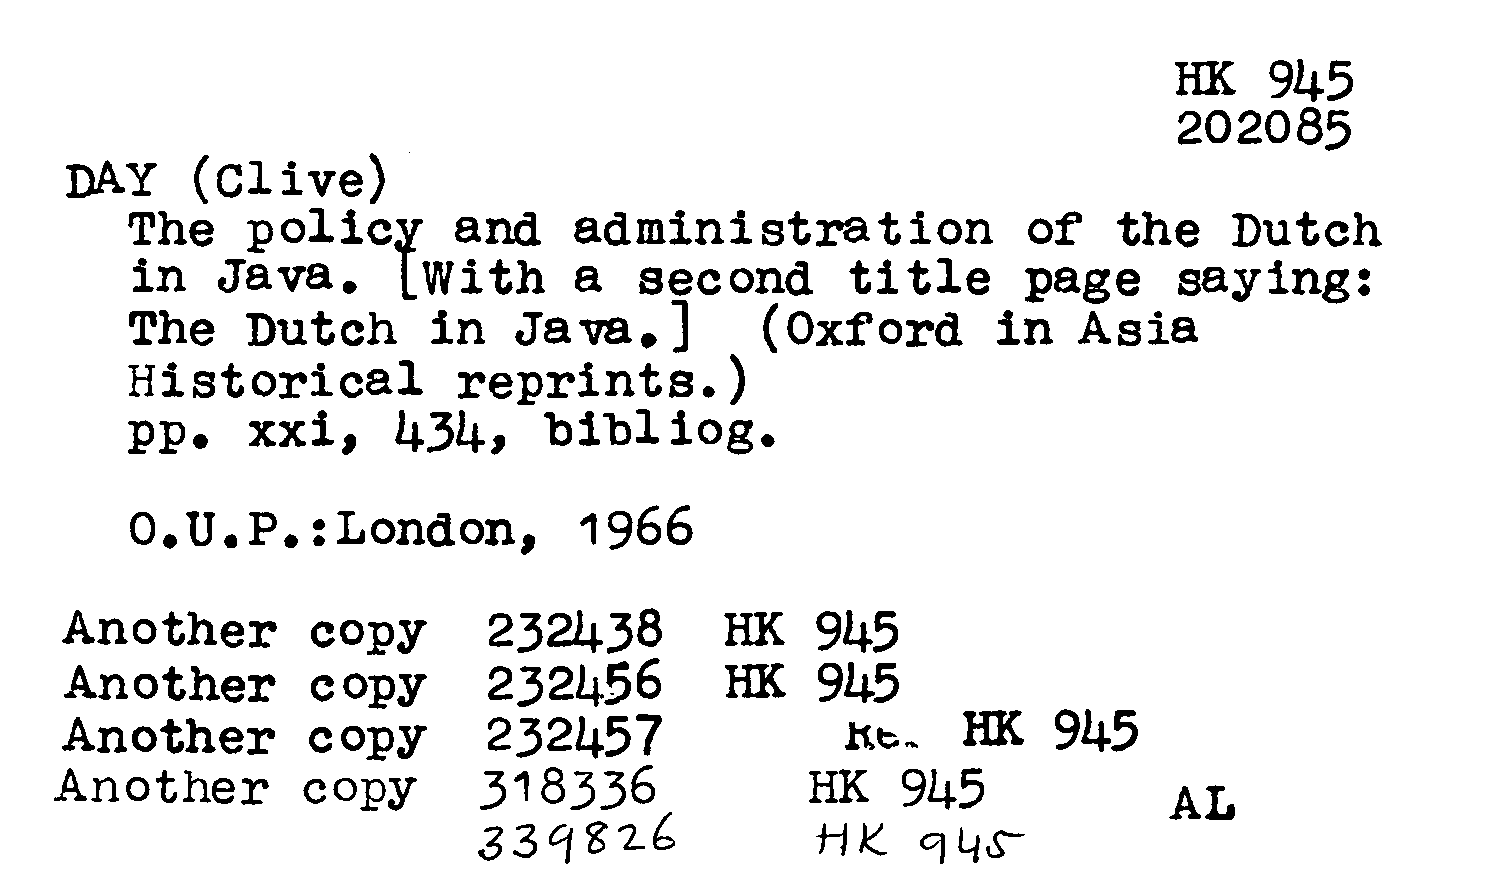 HK 945
202085
DAY (Clive)
The policy and administration of the Dutch
in Java. [With a second title page saying:
The Dutch in Java.] (Oxford in Asia
Historical reprints.)
pp. xxi, 434, bibliog.
O.U.P.:London, 1966
Another copy 232438 HK 945
Another copy 232456 HK 945
Another copy 232457 HK 945
Another copy 318336 HK 945
AL
339826 HK 945